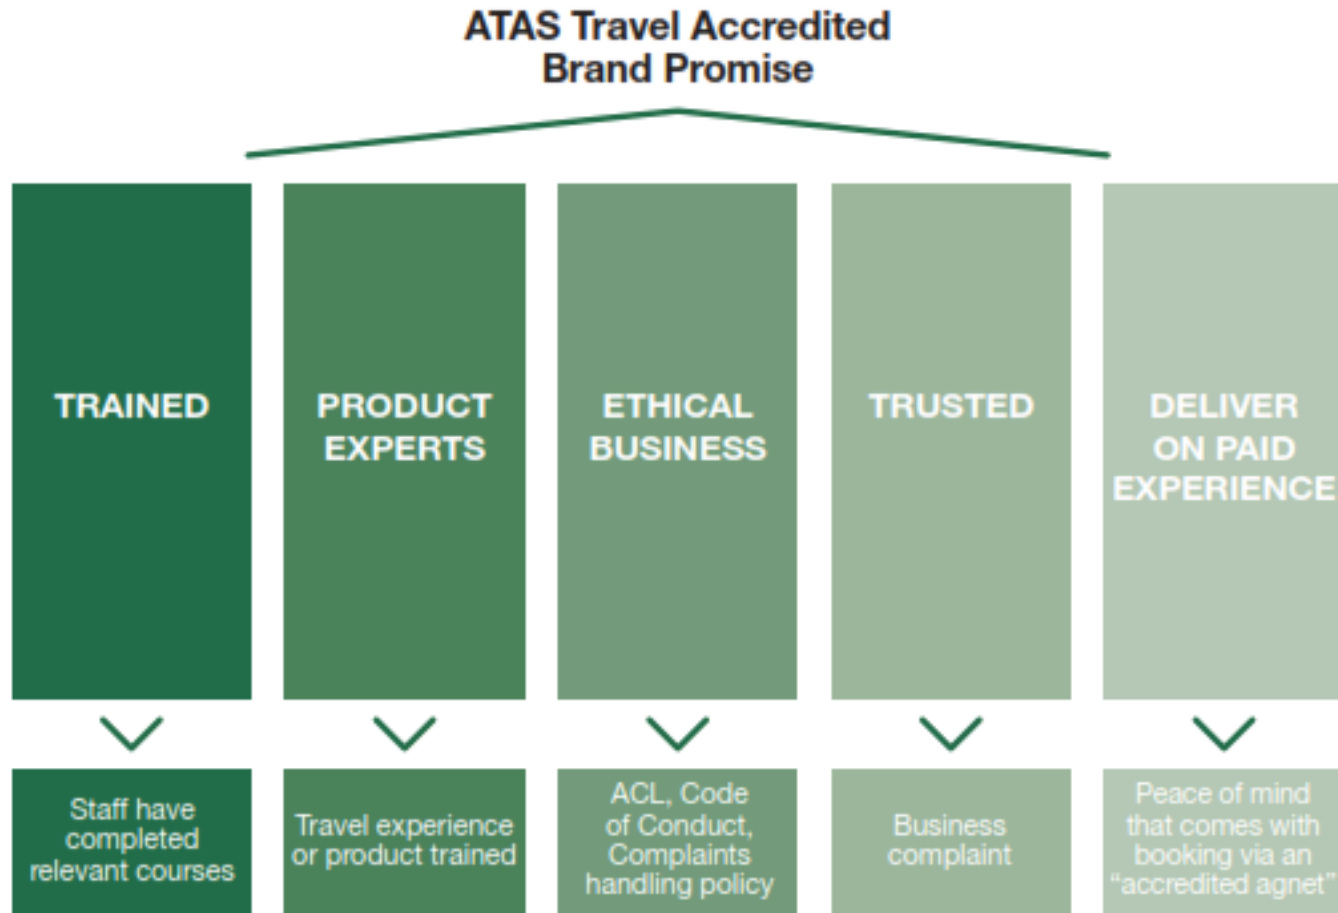 ATAS Travel Accredited
Brand Promise
TRAINED
PRODUCT
EXPERTS
ETHICAL
BUSINESS
TRUSTED
DELIVER
ON PAID
EXPERIENCE
Staff have
completed
relevant courses
Travel experience
or product trained
ACL, Code
of Conduct,
Complaints
handling policy
Business
complaint
Peace of mind
that comes with
booking via an
“accredited agnet”